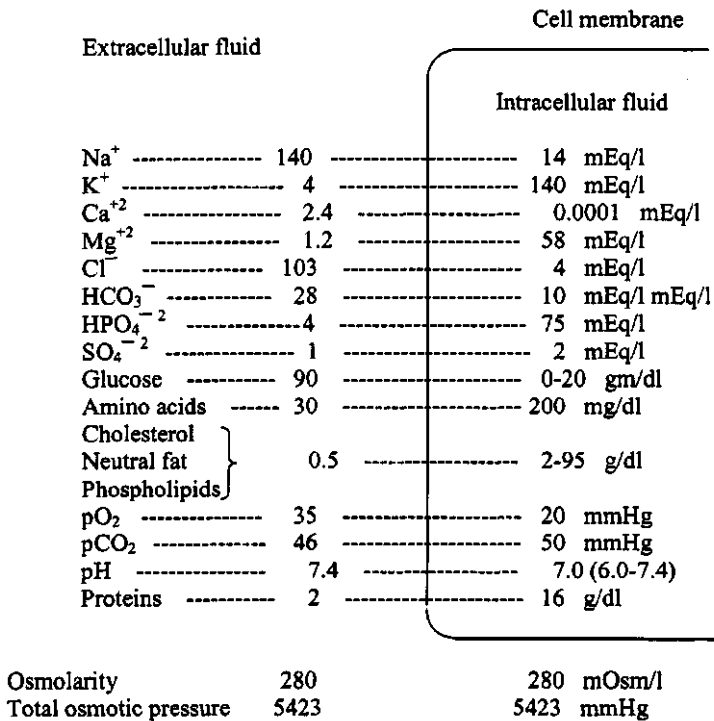 Cell membrane
Extracellular fluid
Intracellular fluid
Na⁺ ---------- 140 ---------- 14 mEq/l
K⁺ ---------- 4 ---------- 140 mEq/l
Ca⁺² ---------- 2.4 ---------- 0.0001 mEq/l
Mg⁺² ---------- 1.2 ---------- 58 mEq/l
Cl⁻ ---------- 103 ---------- 4 mEq/l
HCO₃⁻ ---------- 28 ---------- 10 mEq/l mEq/l
HPO₄⁻² ---------- 4 ---------- 75 mEq/l
SO₄⁻² ---------- 1 ---------- 2 mEq/l
Glucose ---------- 90 ---------- 0-20 gm/dl
Amino acids ----- 30 ---------- 200 mg/dl
Cholesterol
Neutral fat 0.5 ---------- 2-95 g/dl
Phospholipids
pO₂ ---------- 35 ---------- 20 mmHg
pCO₂ ---------- 46 ---------- 50 mmHg
pH ---------- 7.4 ---------- 7.0 (6.0-7.4)
Proteins ---------- 2 ---------- 16 g/dl
Osmolarity 280 280 mOsm/l
Total osmotic pressure 5423 5423 mmHg